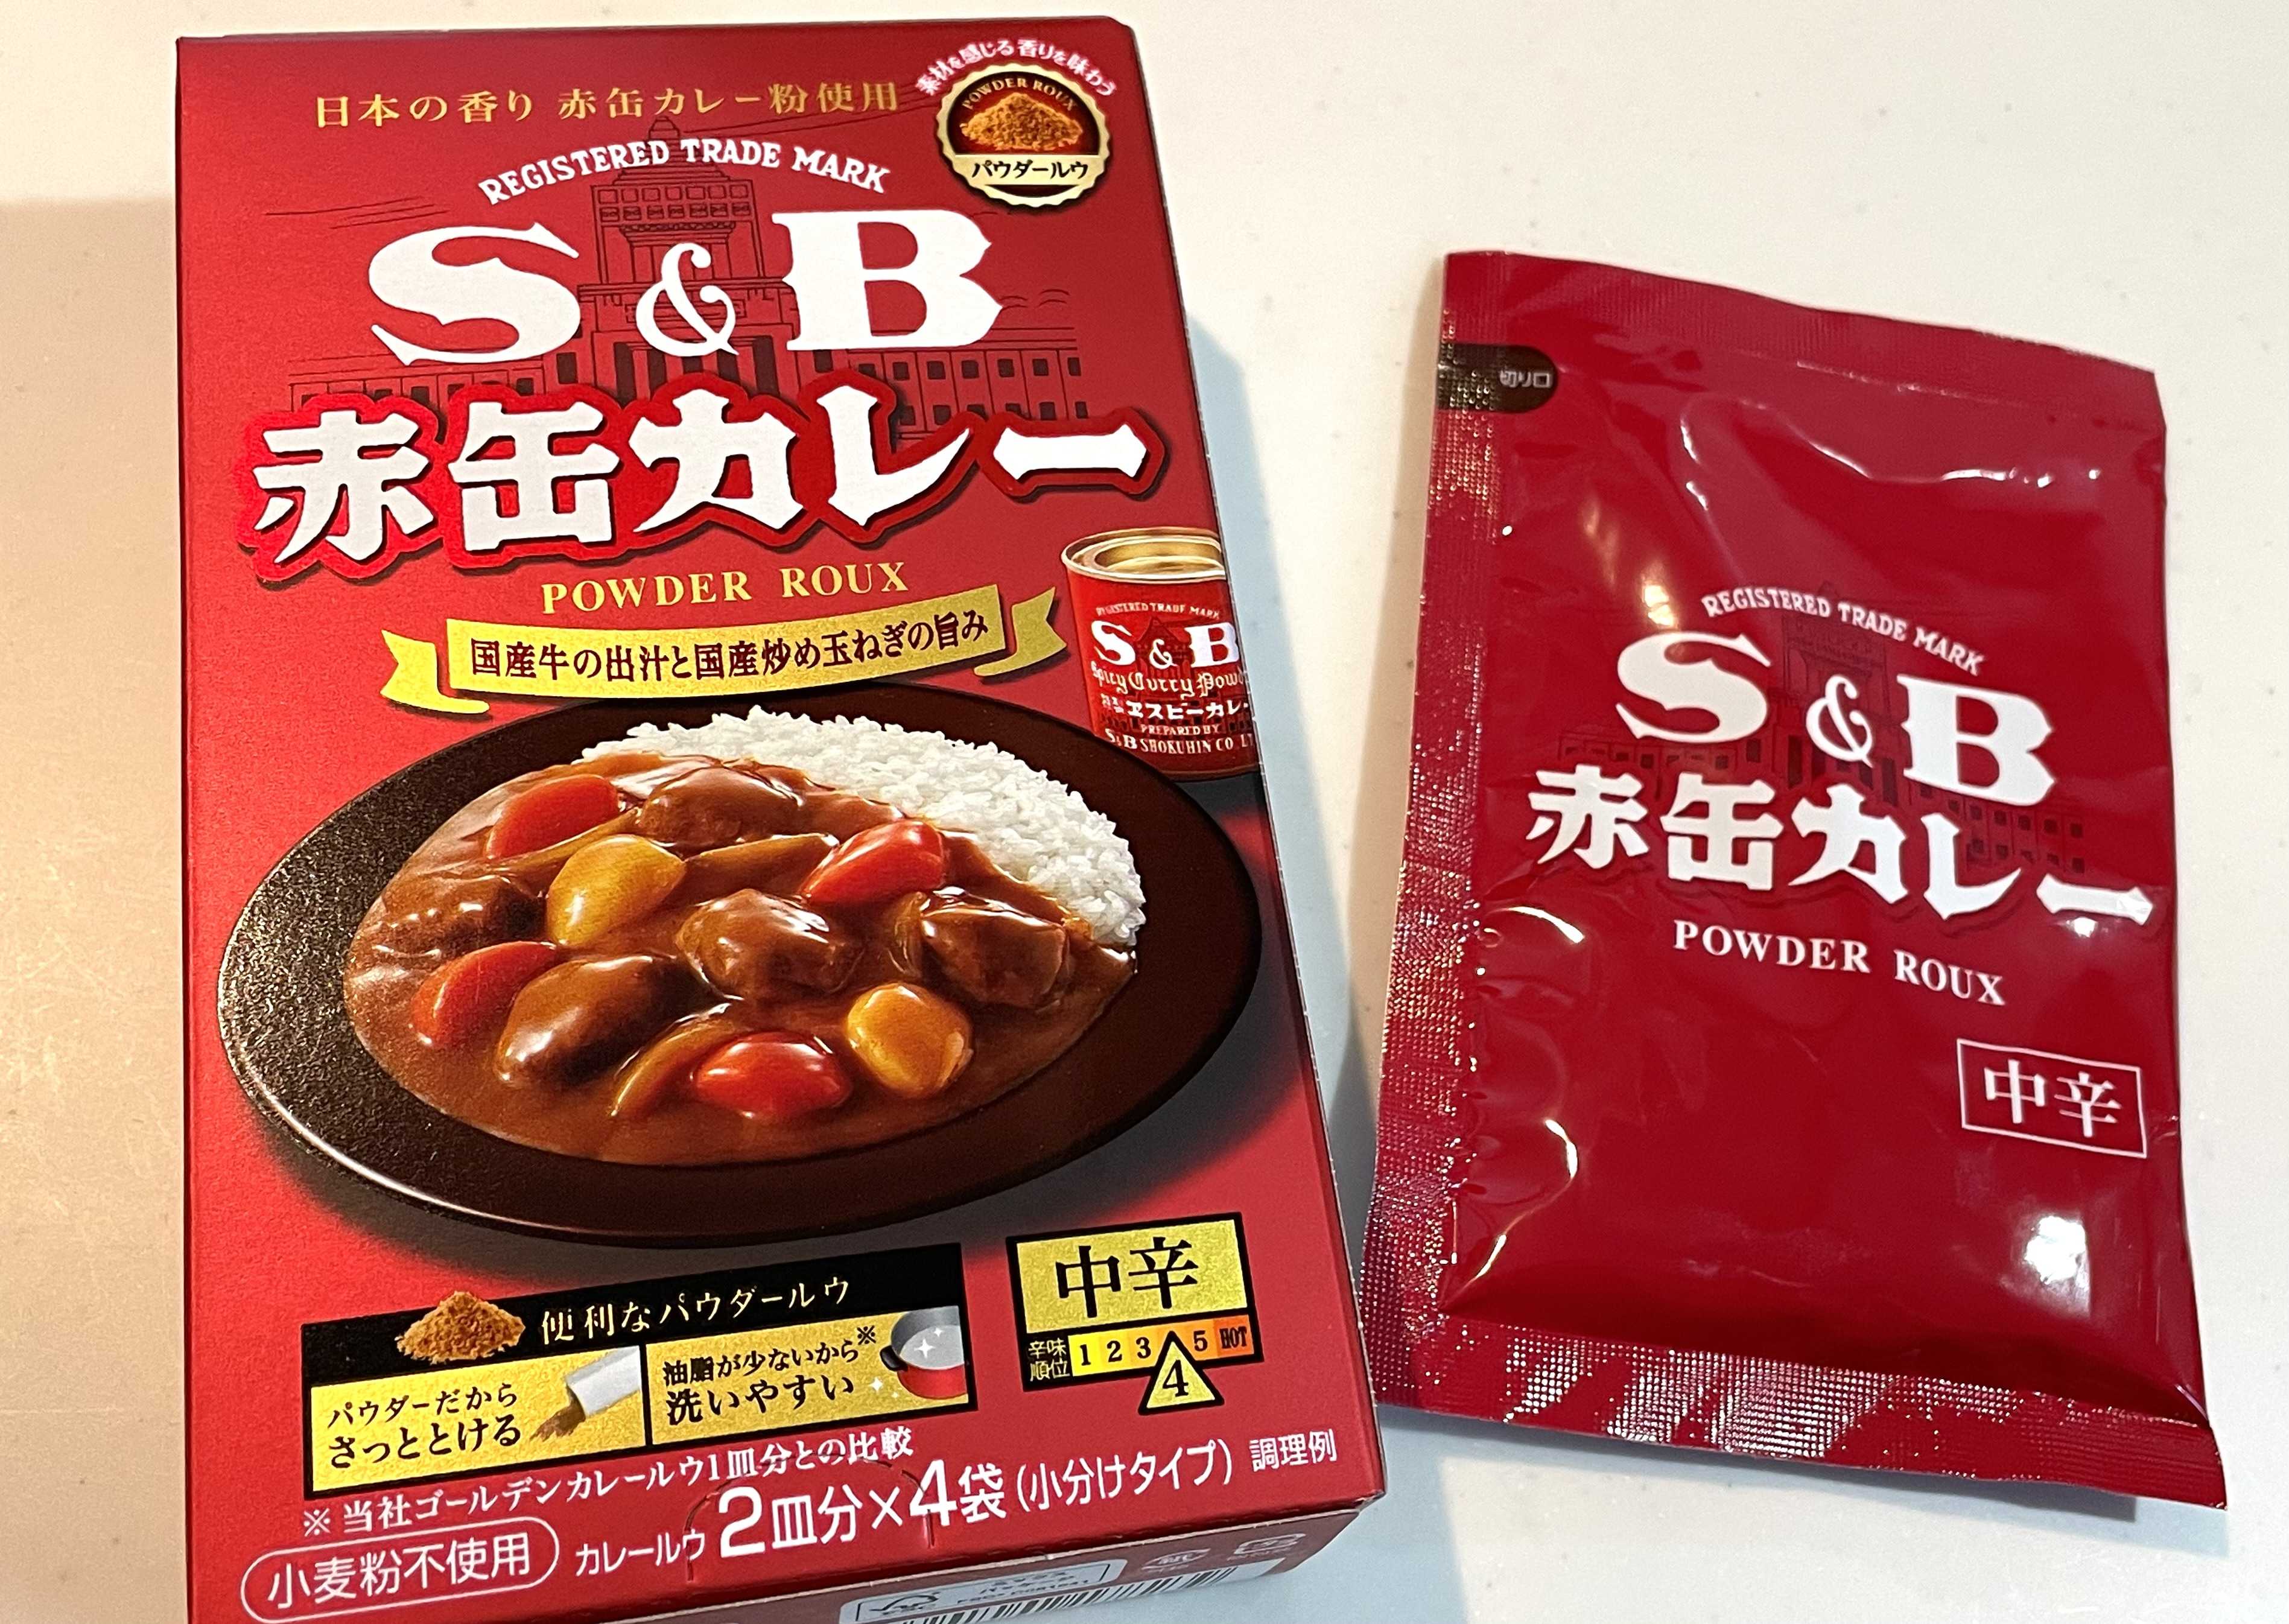 日本の香り 赤缶カレー粉使用
素材を感じる 香りを味わう
POWDER ROUX
パウダールウ
REGISTERED TRADE MARK
S&B
赤缶カレー
POWDER ROUX
国産牛の出汁と国産炒め玉ねぎの旨み
REGISTERED TRADE MARK
S&B
Spicy Curry
ヱスビーカレー
PREPARED BY
S&B SHOKUHIN CO.
便利なパウダールウ
パウダーだから
さっととける
油脂が少ないから※
洗いやすい
中辛
辛味順位 1 2 3 4 5 HOT
※当社ゴールデンカレールウ1皿分との比較
小麦粉不使用
カレールウ 2皿分×4袋(小分けタイプ) 調理例
切り口
REGISTERED TRADE MARK
S&B
赤缶カレー
POWDER ROUX
中辛